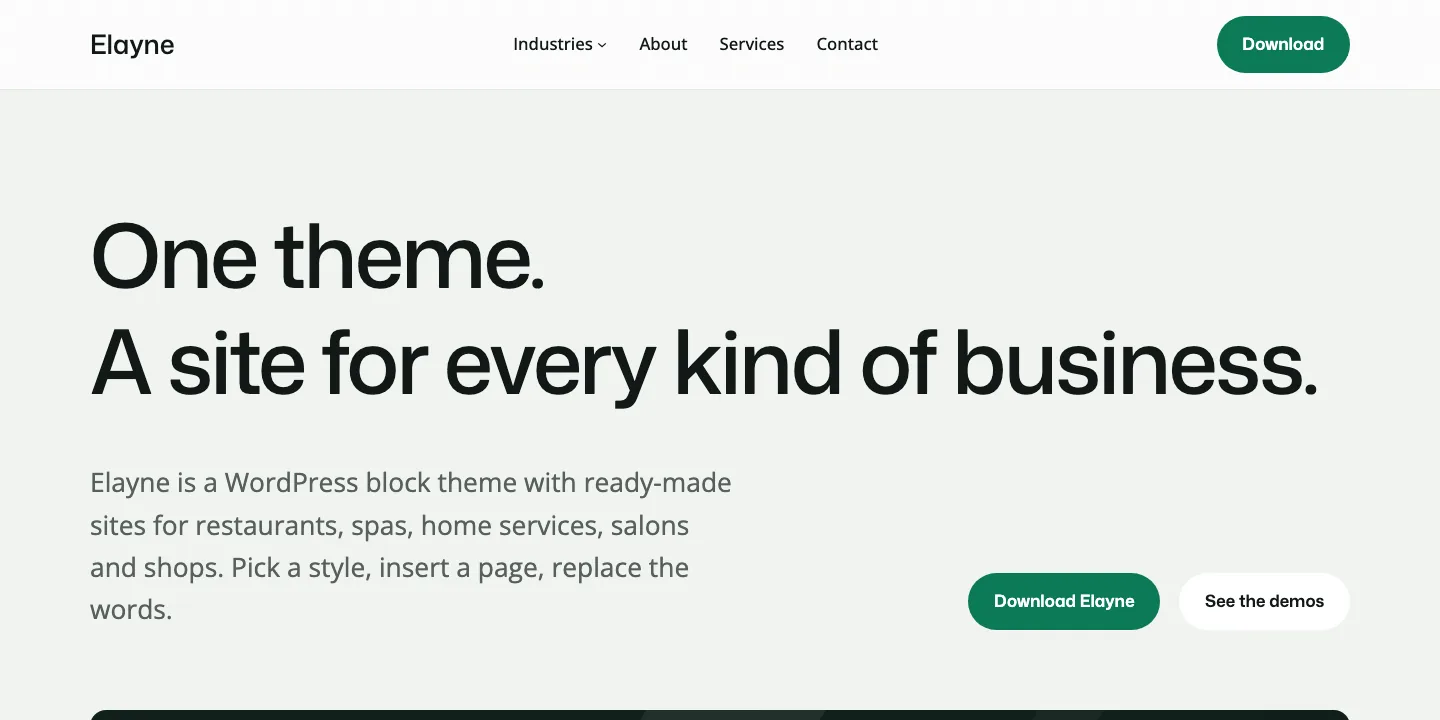 Elayne
Industries
About
Services
Contact
Download
One theme.
A site for every kind of business.
Elayne is a WordPress block theme with ready-made
sites for restaurants, spas, home services, salons
and shops. Pick a style, insert a page, replace the
words.
Download Elayne
See the demos